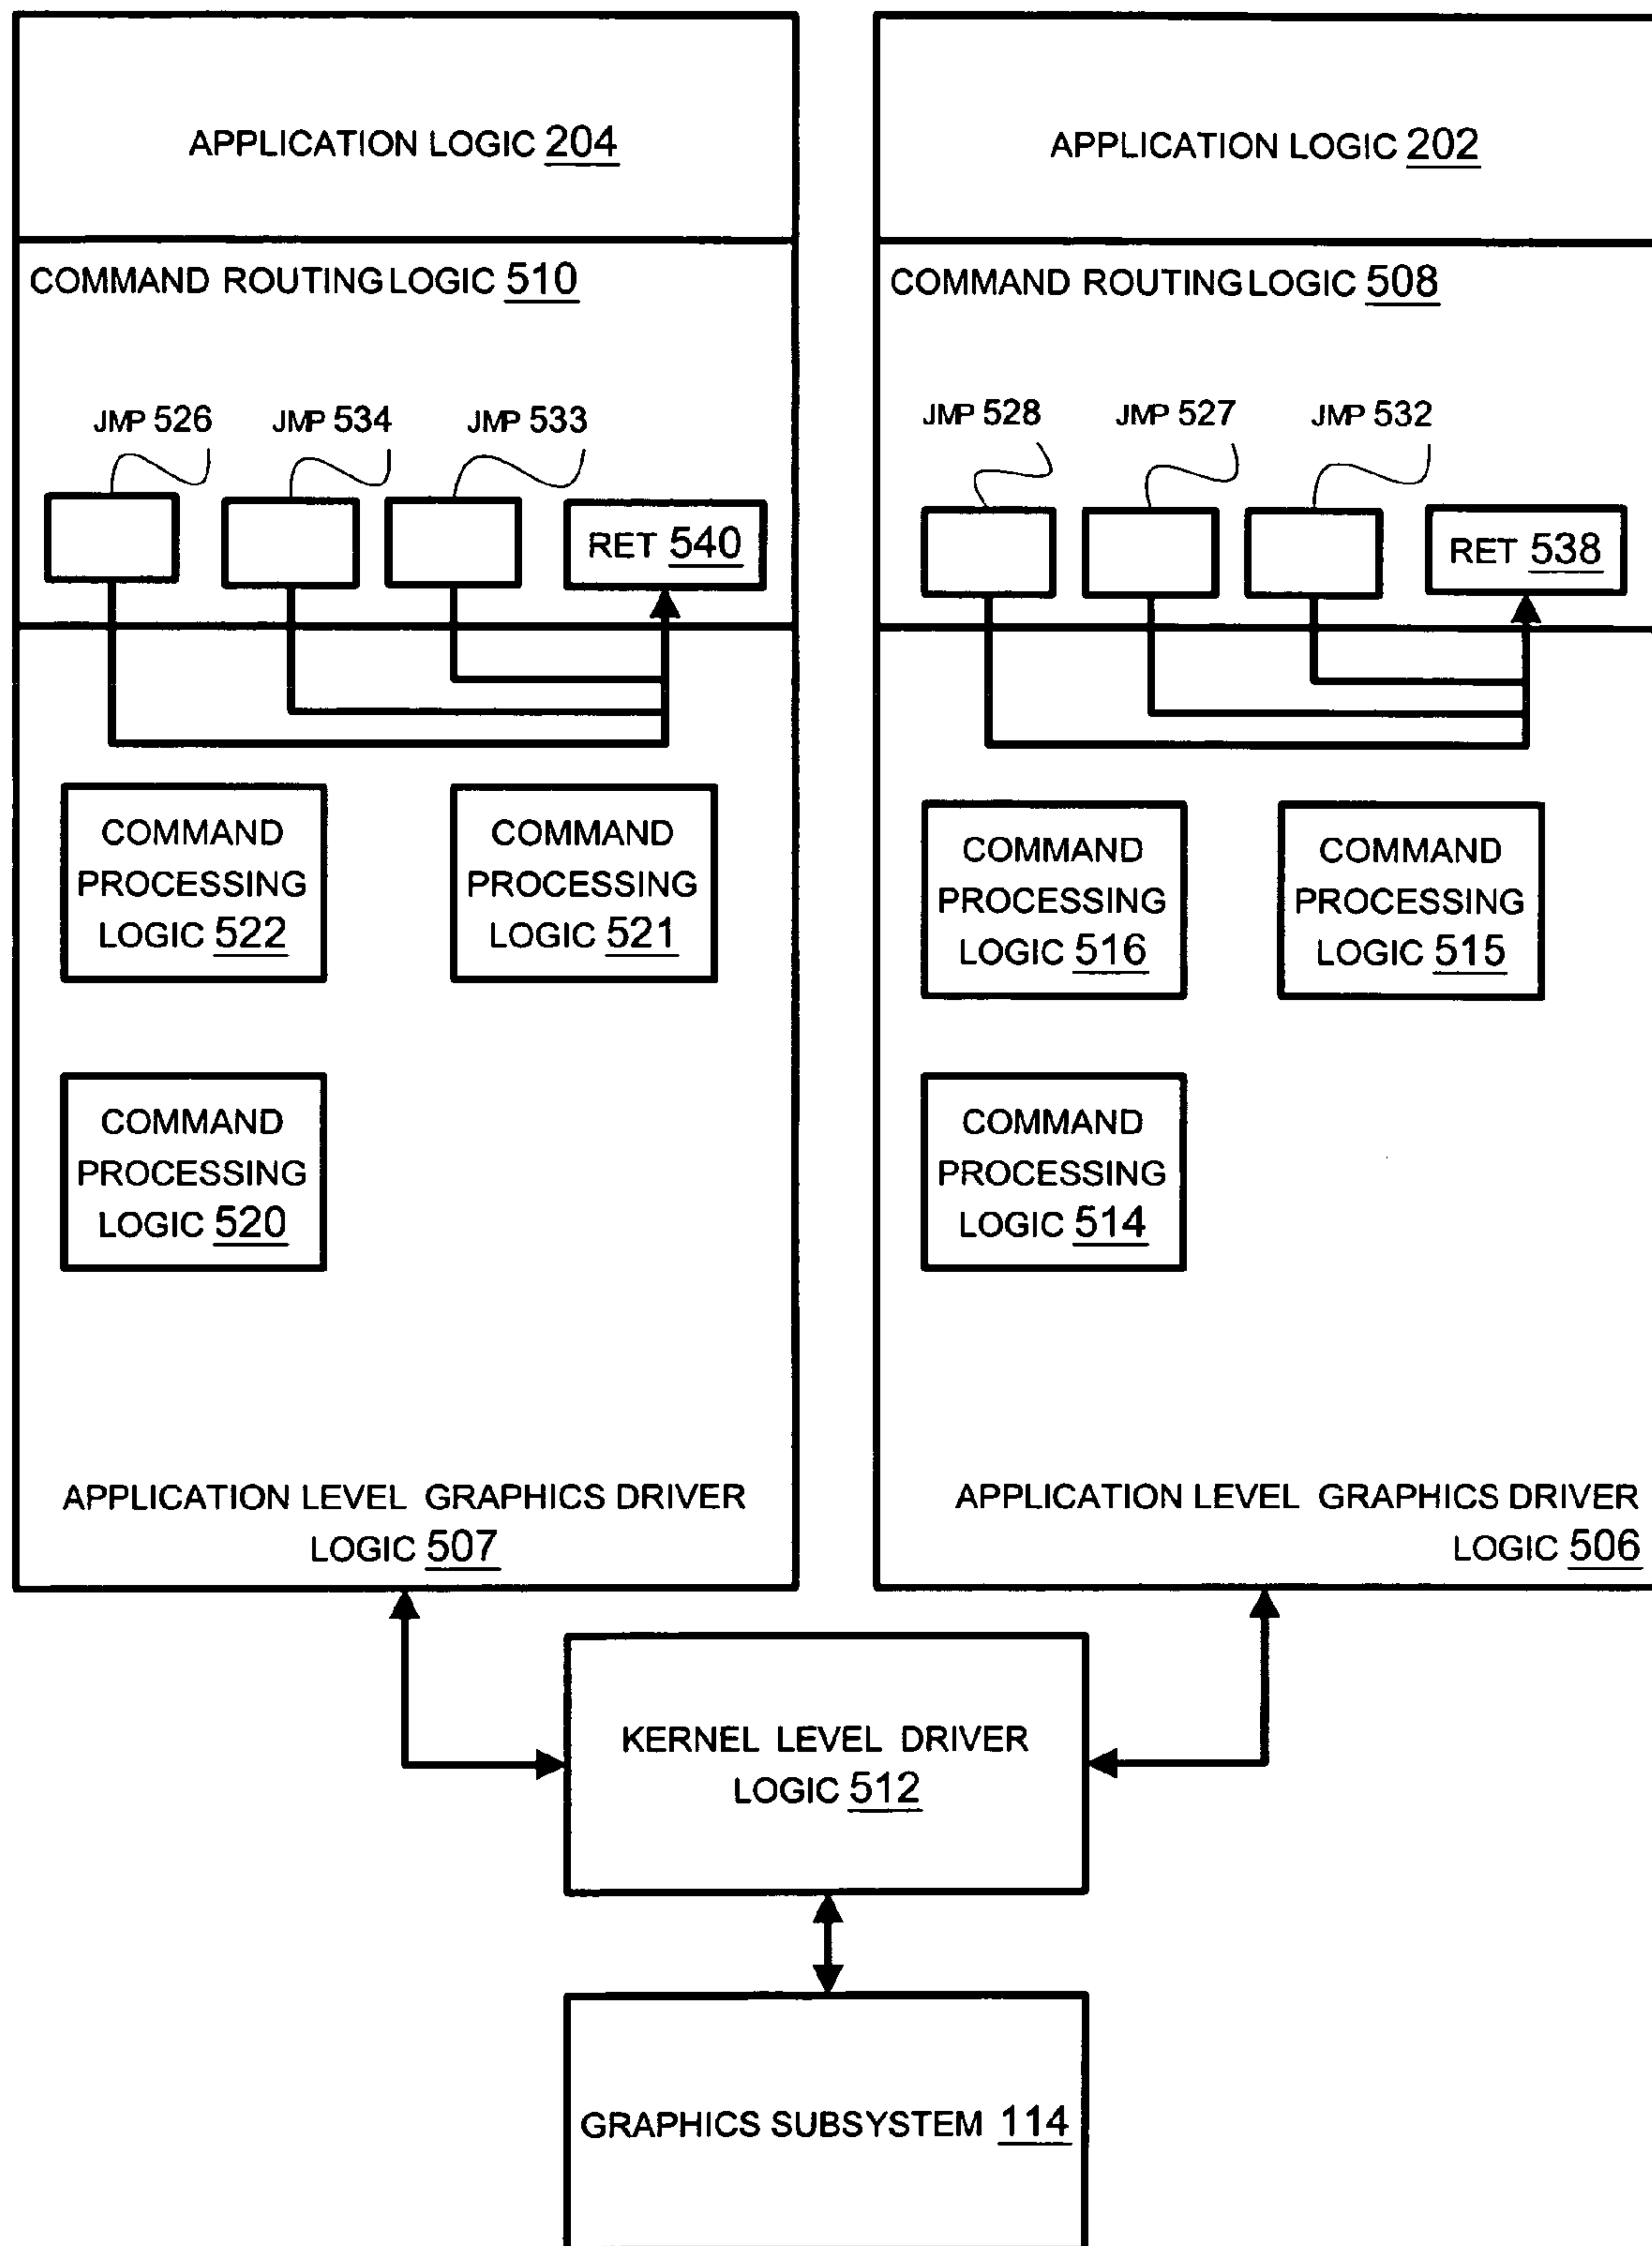 APPLICATION LOGIC 204
COMMAND ROUTING LOGIC 510
JMP 526
JMP 534
JMP 533
RET 540
COMMAND
PROCESSING
LOGIC 522
COMMAND
PROCESSING
LOGIC 521
COMMAND
PROCESSING
LOGIC 520
APPLICATION LEVEL GRAPHICS DRIVER
LOGIC 507
APPLICATION LOGIC 202
COMMAND ROUTING LOGIC 508
JMP 528
JMP 527
JMP 532
RET 538
COMMAND
PROCESSING
LOGIC 516
COMMAND
PROCESSING
LOGIC 515
COMMAND
PROCESSING
LOGIC 514
APPLICATION LEVEL GRAPHICS DRIVER
LOGIC 506
KERNEL LEVEL DRIVER
LOGIC 512
GRAPHICS SUBSYSTEM 114